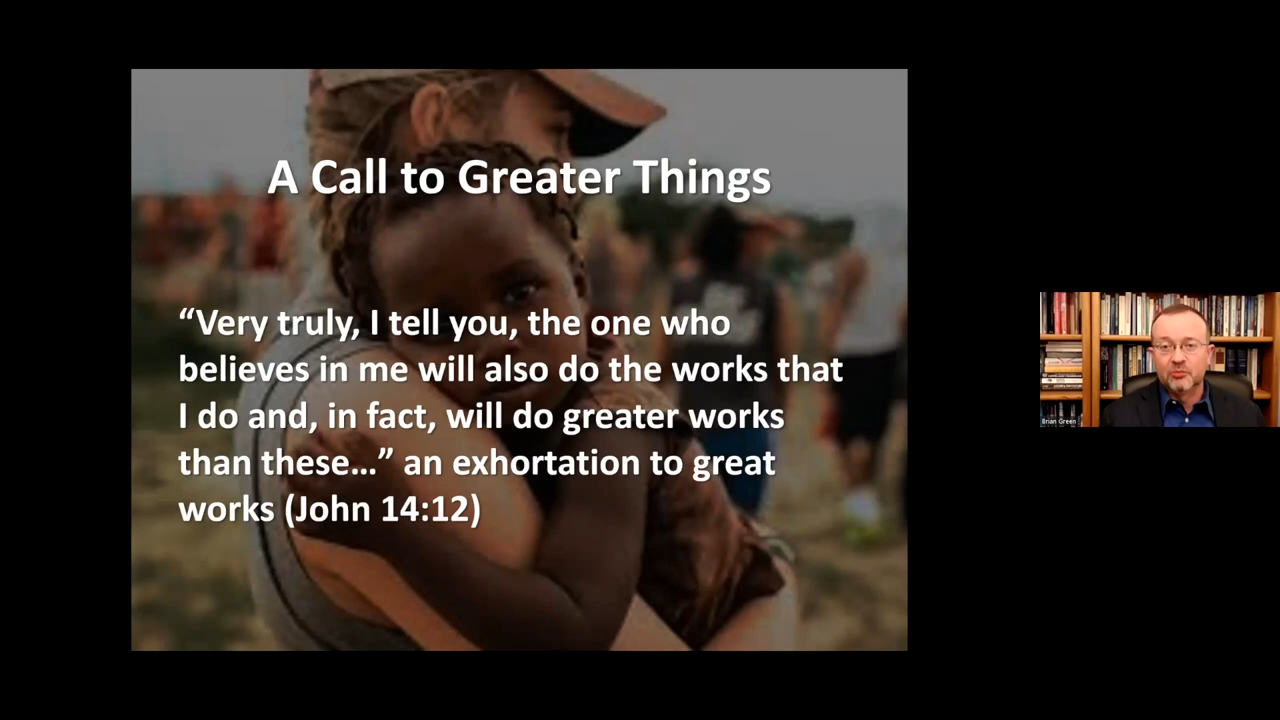 A Call to Greater Things
“Very truly, I tell you, the one who
believes in me will also do the works that
I do and, in fact, will do greater works
than these…” an exhortation to great
works (John 14:12)
Brian Green